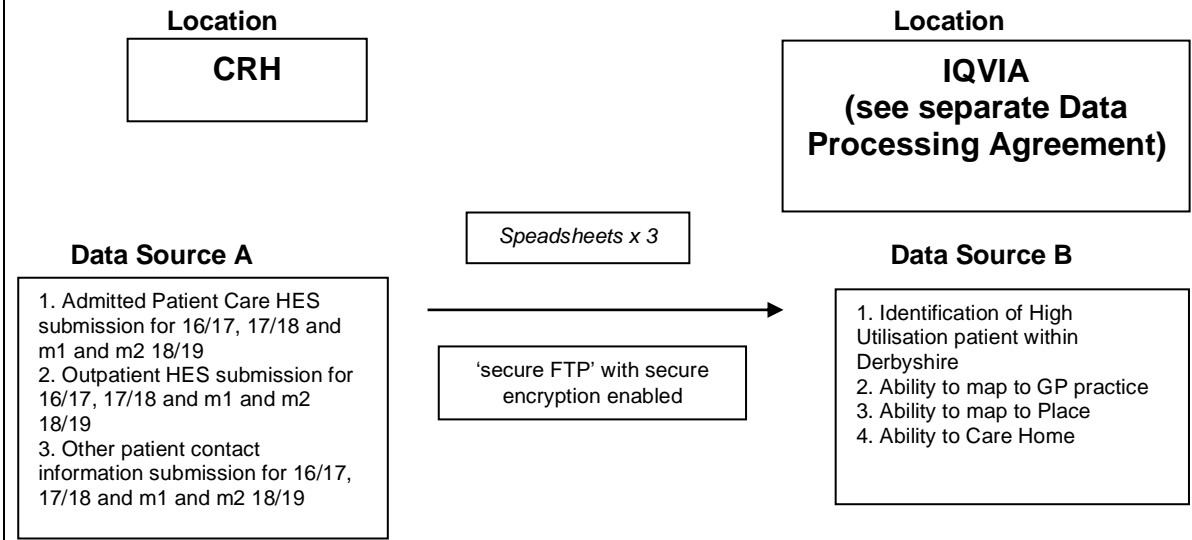 Location
CRH
Location
IQVIA
(see separate Data
Processing Agreement)
Data Source A
1. Admitted Patient Care HES
submission for 16/17, 17/18 and
m1 and m2 18/19
2. Outpatient HES submission for
16/17, 17/18 and m1 and m2
18/19
3. Other patient contact
information submission for 16/17,
17/18 and m1 and m2 18/19
Speadsheets x 3
‘secure FTP’ with secure
encryption enabled
Data Source B
1. Identification of High
Utilisation patient within
Derbyshire
2. Ability to map to GP practice
3. Ability to map to Place
4. Ability to Care Home